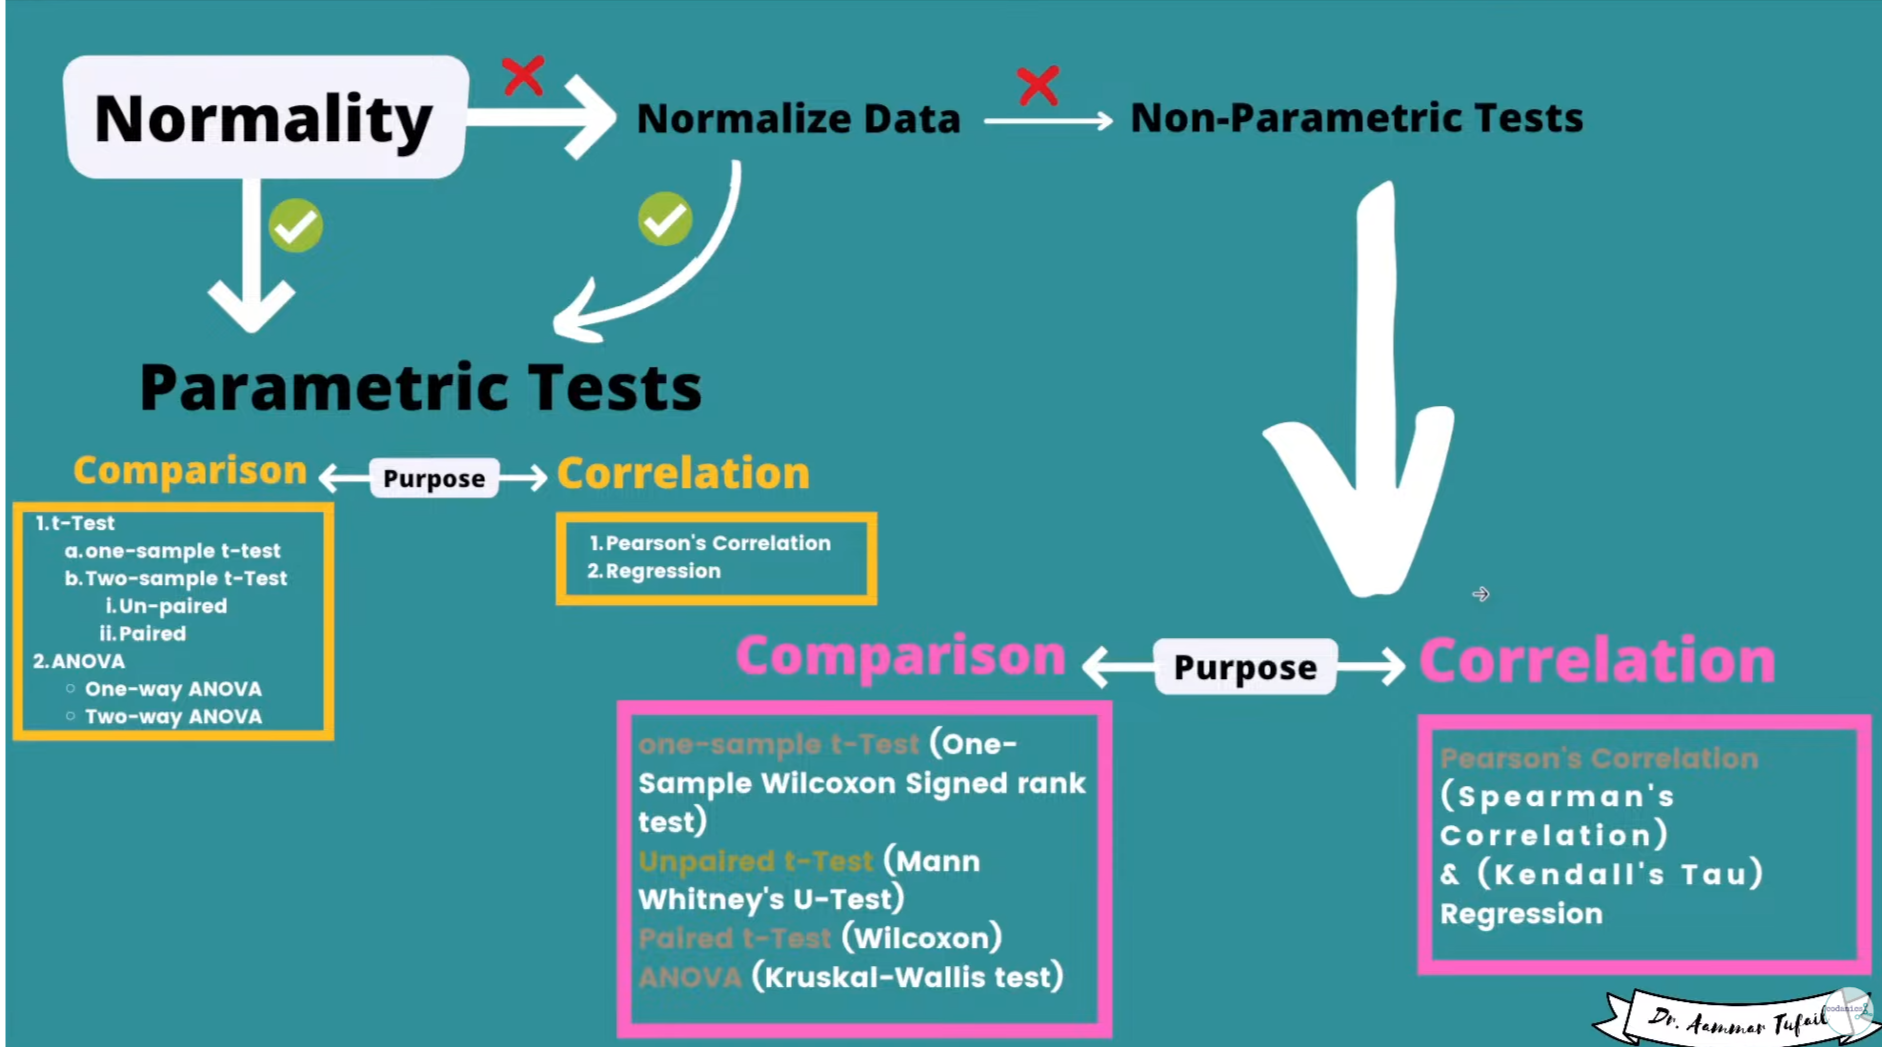 Normality
Normalize Data
Non-Parametric Tests
Parametric Tests
Comparison
Purpose
Correlation
1.t-Test
a.one-sample t-test
b.Two-sample t-Test
i.Un-paired
ii.Paired
2.ANOVA
One-way ANOVA
Two-way ANOVA
1.Pearson's Correlation
2.Regression
Comparison
Purpose
Correlation
one-sample t-Test (One-
Sample Wilcoxon Signed rank
test)
Unpaired t-Test (Mann
Whitney's U-Test)
Paired t-Test (Wilcoxon)
ANOVA (Kruskal-Wallis test)
Pearson's Correlation
(Spearman's
Correlation)
& (Kendall's Tau)
Regression
Dr. Aammar Tufail
codanics